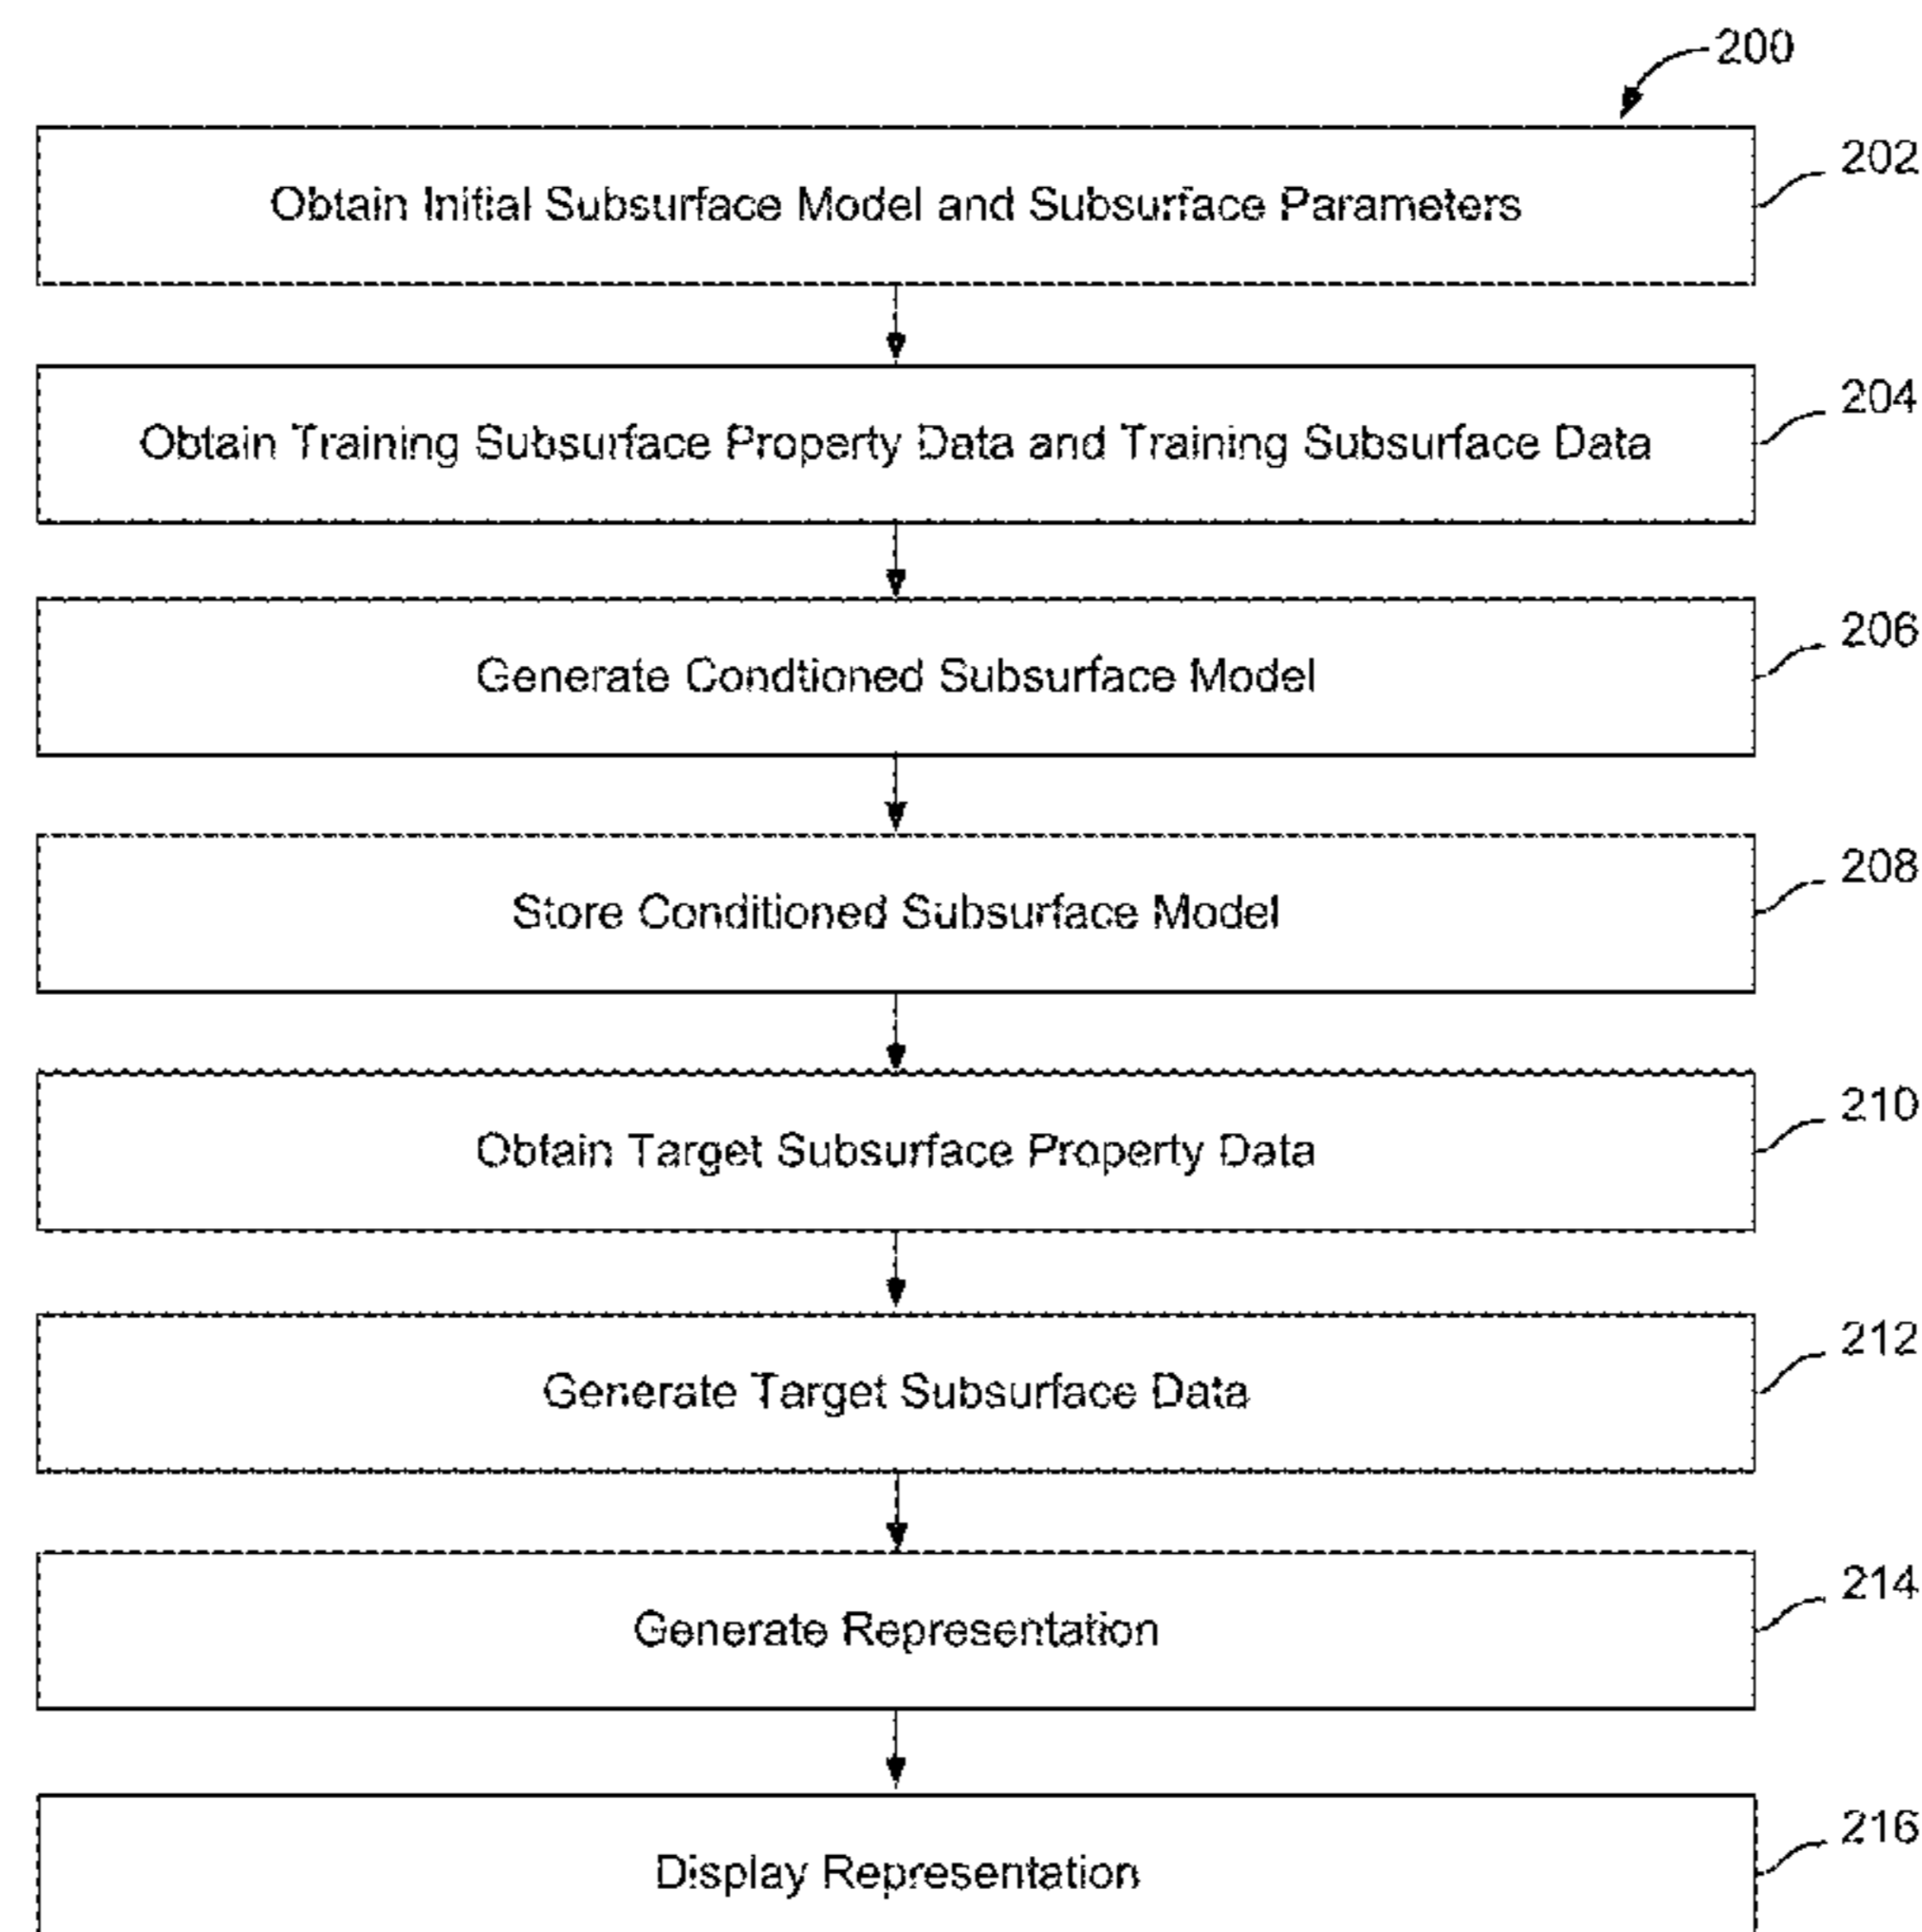 200
Obtain Initial Subsurface Model and Subsurface Parameters
202
Obtain Training Subsurface Property Data and Training Subsurface Data
204
Generate Condtioned Subsurface Model
206
Store Conditioned Subsurface Model
208
Obtain Target Subsurface Property Data
210
Generate Target Subsurface Data
212
Generate Representation
214
Display Representation
216